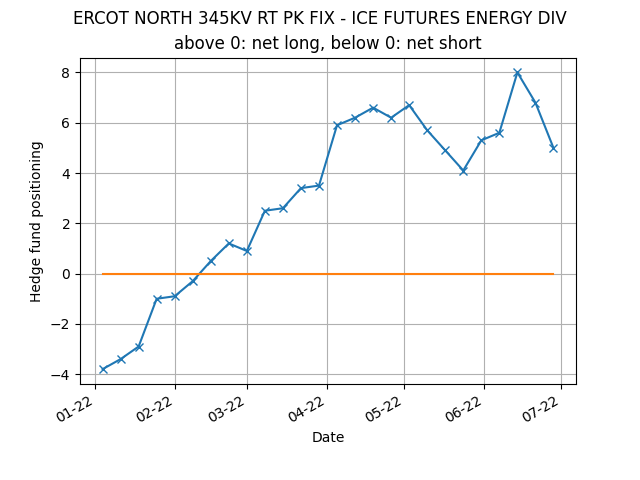 ERCOT NORTH 345KV RT PK FIX - ICE FUTURES ENERGY DIV
above 0: net long, below 0: net short
Hedge fund positioning
8
6
4
2
0
−2
−4
01-22 02-22 03-22 04-22 05-22 06-22 07-22
Date